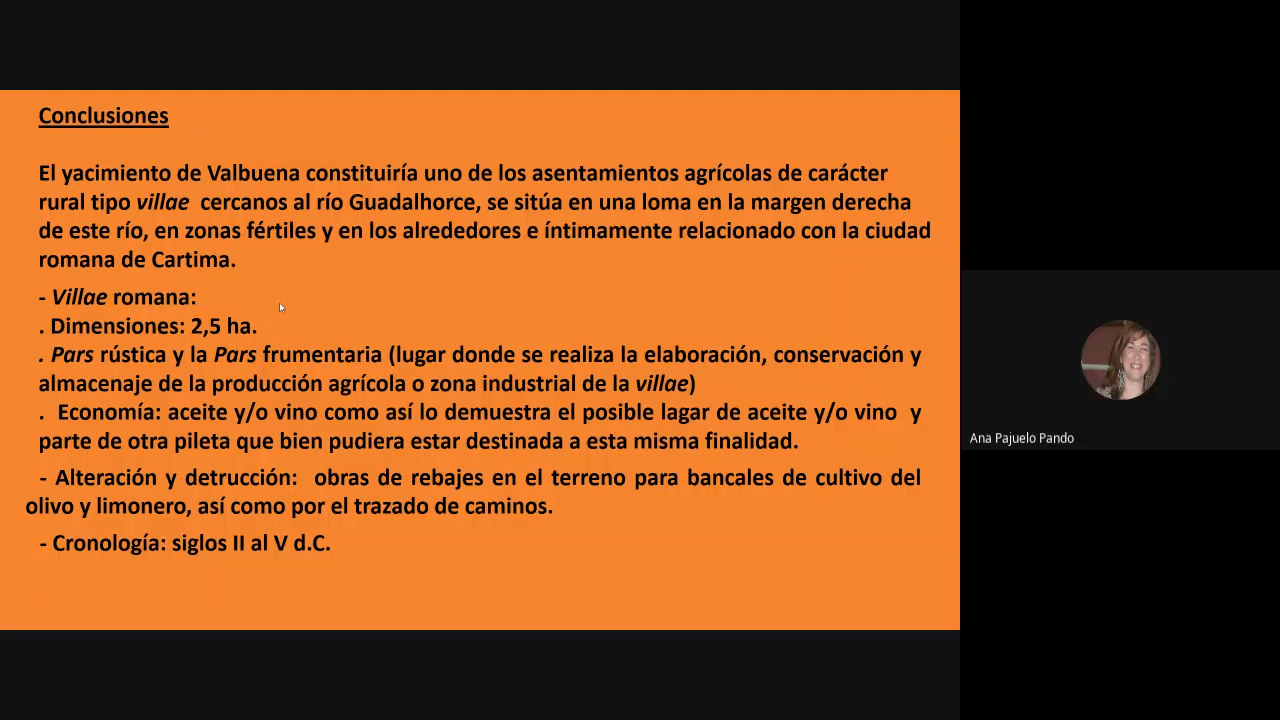 Conclusiones
El yacimiento de Valbuena constituiría uno de los asentamientos agrícolas de carácter
rural tipo villae cercanos al río Guadalhorce, se sitúa en una loma en la margen derecha
de este río, en zonas fértiles y en los alrededores e íntimamente relacionado con la ciudad
romana de Cartima.
- Villae romana:
. Dimensiones: 2,5 ha.
. Pars rústica y la Pars frumentaria (lugar donde se realiza la elaboración, conservación y
almacenaje de la producción agrícola o zona industrial de la villae)
. Economía: aceite y/o vino como así lo demuestra el posible lagar de aceite y/o vino y
parte de otra pileta que bien pudiera estar destinada a esta misma finalidad.
- Alteración y detrucción: obras de rebajes en el terreno para bancales de cultivo del
olivo y limonero, así como por el trazado de caminos.
- Cronología: siglos II al V d.C.
Ana Pajuelo Pando